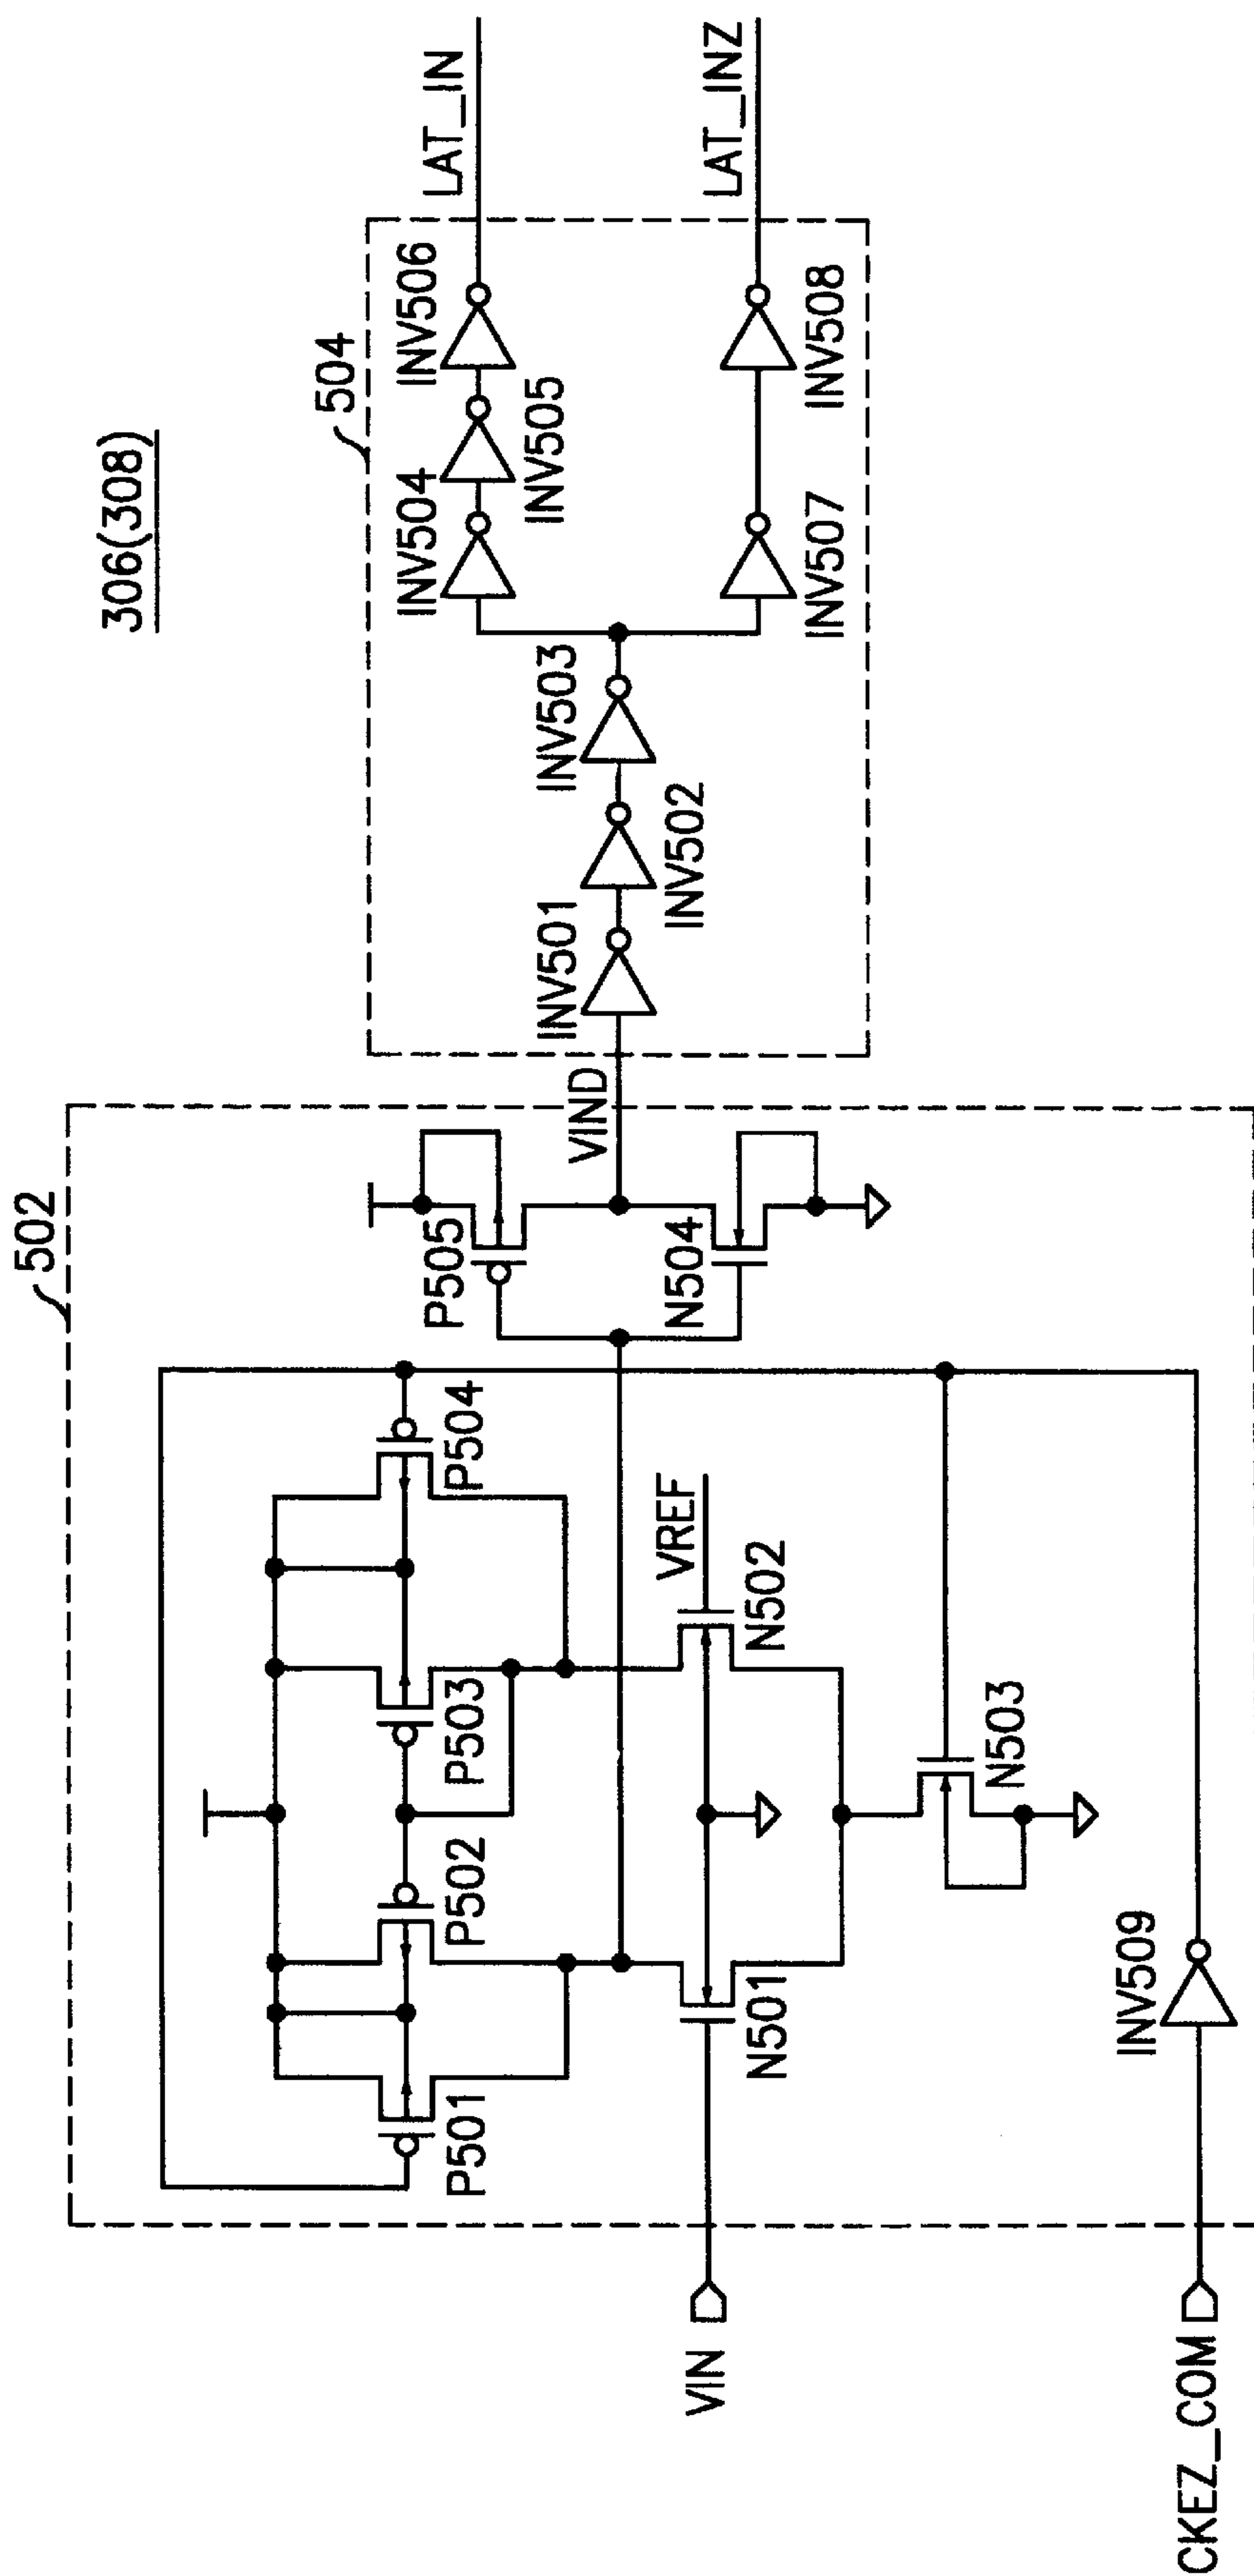 306(308)
502
504
P501
P502
P503
P504
P505
N504
VIND
INV501
INV502
INV503
INV504
INV505
INV506
LAT_IN
INV507
INV508
LAT_INZ
VIN
N501
N502
VREF
N503
CKEZ_COM
INV509